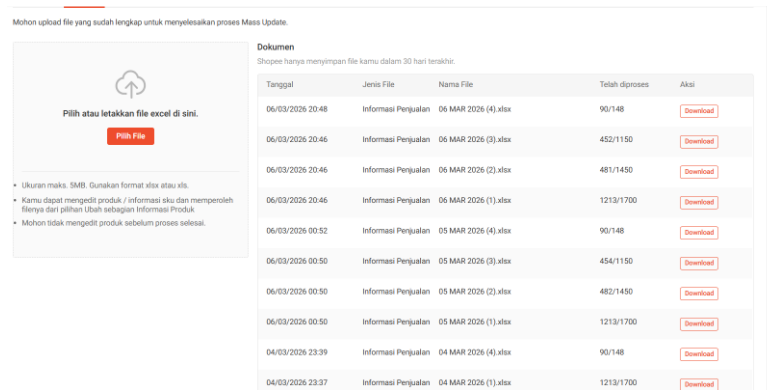 Mohon upload file yang sudah lengkap untuk menyelesaikan proses Mass Update.
Pilih atau letakkan file excel di sini.
Pilih File
• Ukuran maks. 5MB. Gunakan format xlsx atau xls.
• Kamu dapat mengedit produk / informasi sku dan memperoleh
filenya dari pilihan Ubah sebagian Informasi Produk
• Mohon tidak mengedit produk sebelum proses selesai.
Dokumen
Shopee hanya menyimpan file kamu dalam 30 hari terakhir.
Tanggal Jenis File Nama File Telah diproses Aksi
06/03/2026 20:48 Informasi Penjualan 06 MAR 2026 (4).xlsx 90/148 Download
06/03/2026 20:46 Informasi Penjualan 06 MAR 2026 (3).xlsx 452/1150 Download
06/03/2026 20:46 Informasi Penjualan 06 MAR 2026 (2).xlsx 481/1450 Download
06/03/2026 20:46 Informasi Penjualan 06 MAR 2026 (1).xlsx 1213/1700 Download
06/03/2026 00:52 Informasi Penjualan 05 MAR 2026 (4).xlsx 90/148 Download
06/03/2026 00:50 Informasi Penjualan 05 MAR 2026 (3).xlsx 454/1150 Download
06/03/2026 00:50 Informasi Penjualan 05 MAR 2026 (2).xlsx 482/1450 Download
06/03/2026 00:50 Informasi Penjualan 05 MAR 2026 (1).xlsx 1213/1700 Download
04/03/2026 23:39 Informasi Penjualan 04 MAR 2026 (4).xlsx 90/148 Download
04/03/2026 23:37 Informasi Penjualan 04 MAR 2026 (1).xlsx 1213/1700 Download